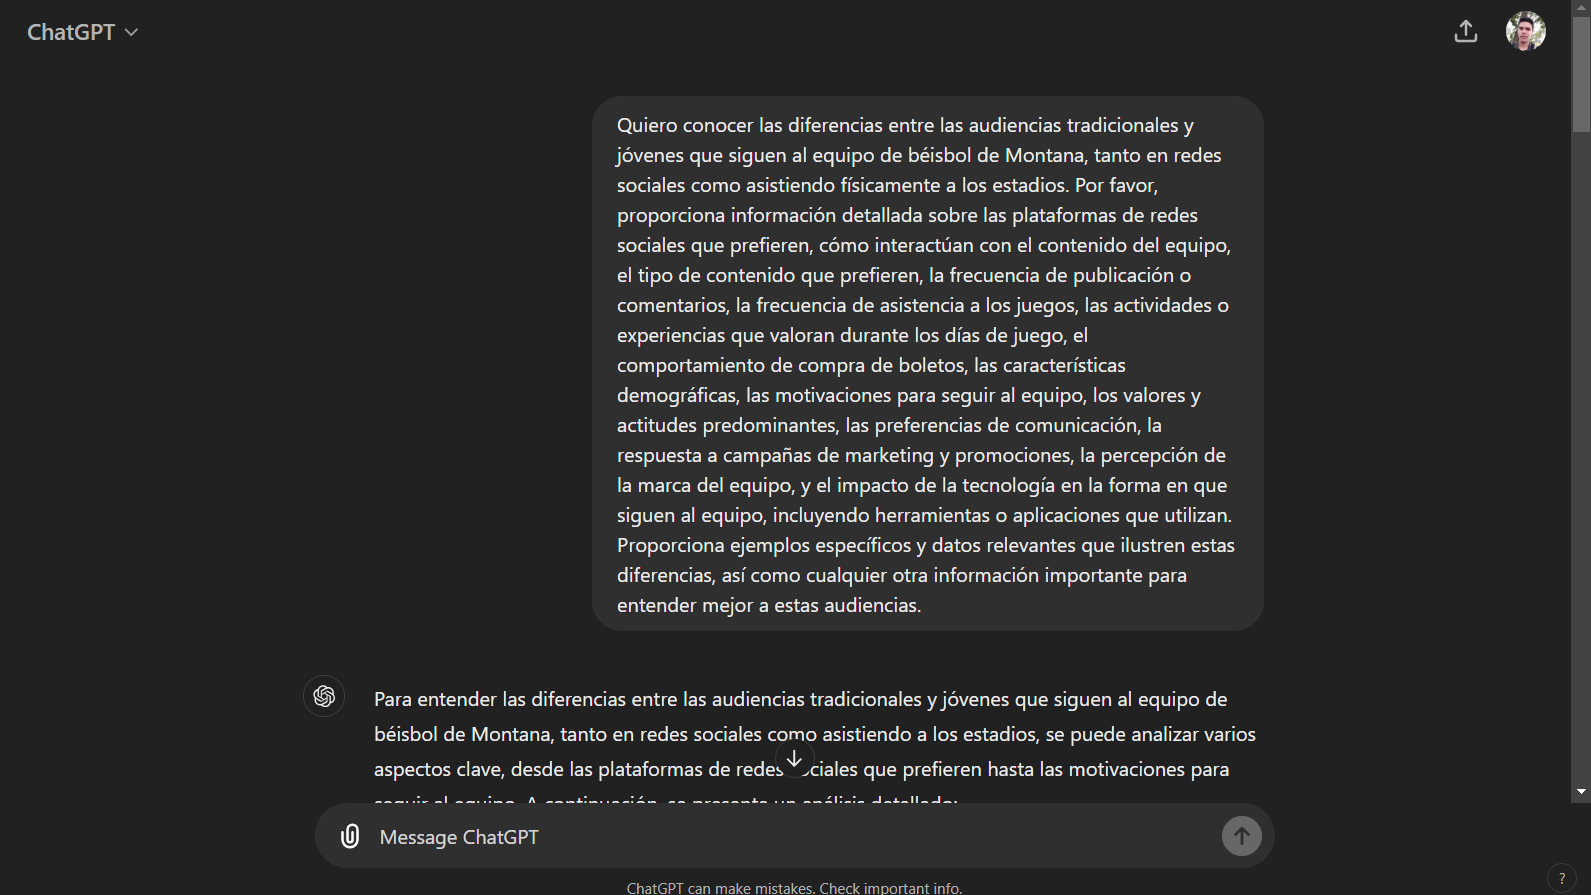 ChatGPT
Quiero conocer las diferencias entre las audiencias tradicionales y
jóvenes que siguen al equipo de béisbol de Montana, tanto en redes
sociales como asistiendo físicamente a los estadios. Por favor,
proporciona información detallada sobre las plataformas de redes
sociales que prefieren, cómo interactúan con el contenido del equipo,
el tipo de contenido que prefieren, la frecuencia de publicación o
comentarios, la frecuencia de asistencia a los juegos, las actividades o
experiencias que valoran durante los días de juego, el
comportamiento de compra de boletos, las características
demográficas, las motivaciones para seguir al equipo, los valores y
actitudes predominantes, las preferencias de comunicación, la
respuesta a campañas de marketing y promociones, la percepción de
la marca del equipo, y el impacto de la tecnología en la forma en que
siguen al equipo, incluyendo herramientas o aplicaciones que utilizan.
Proporciona ejemplos específicos y datos relevantes que ilustren estas
diferencias, así como cualquier otra información importante para
entender mejor a estas audiencias.
Para entender las diferencias entre las audiencias tradicionales y jóvenes que siguen al equipo de
béisbol de Montana, tanto en redes sociales como asistiendo a los estadios, se puede analizar varios
aspectos clave, desde las plataformas de redes sociales que prefieren hasta las motivaciones para
seguir al equipo. A continuación, se presenta un análisis detallado:
Message ChatGPT
ChatGPT can make mistakes. Check important info.
?